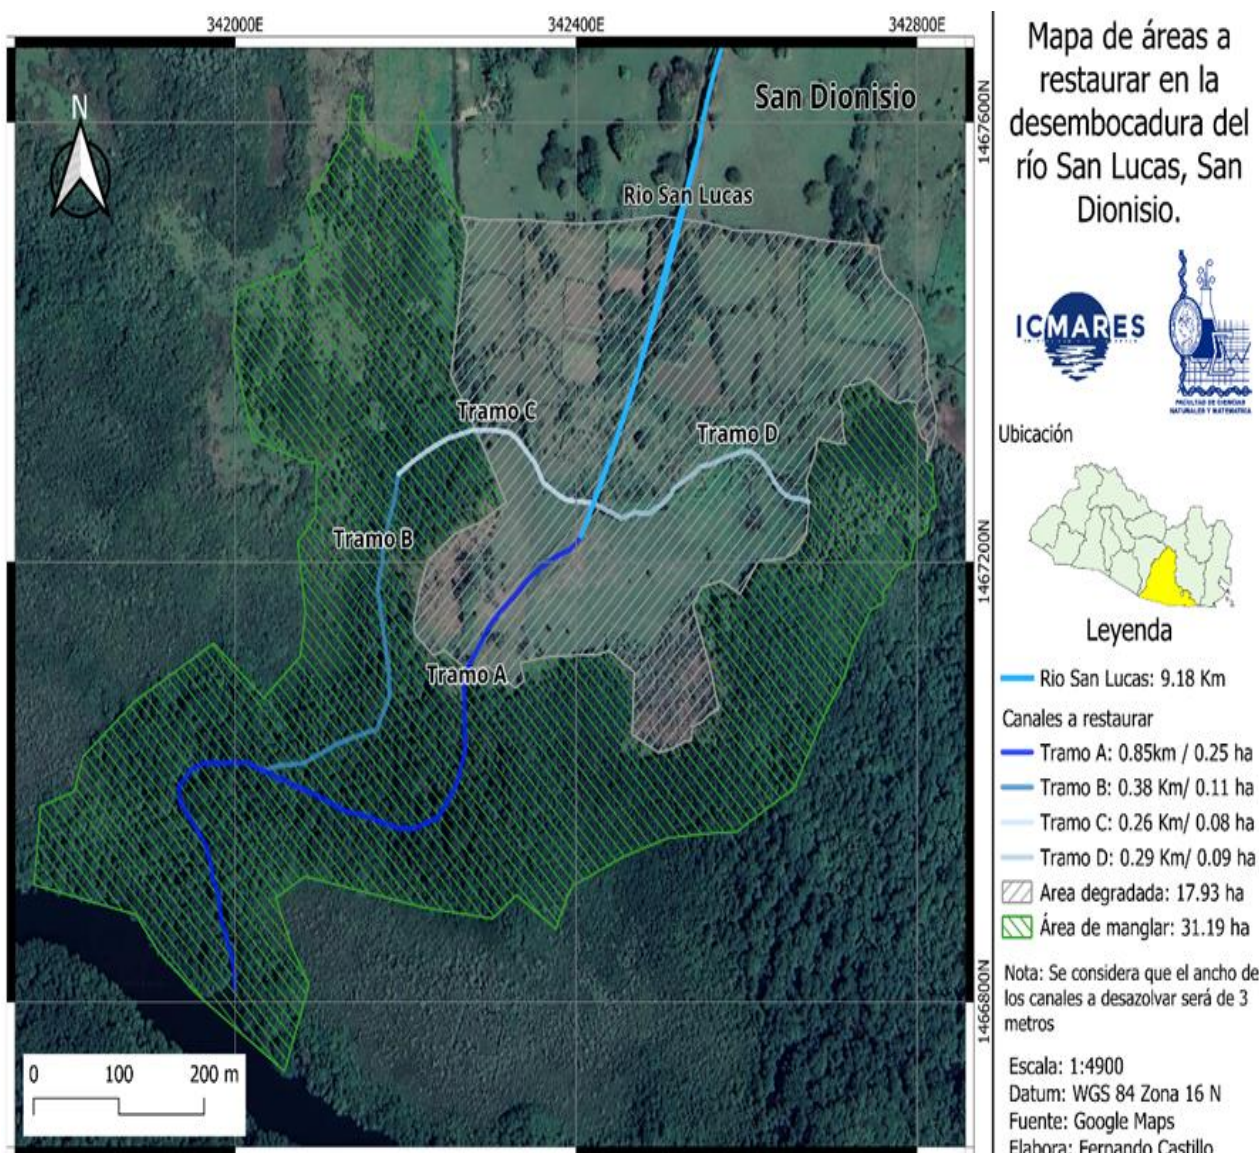 342000E
342400E
342800E
1467600N
1467200N
1466800N
N
San Dionisio
Rio San Lucas
Tramo C
Tramo D
Tramo B
Tramo A
0 100 200 m
Mapa de áreas a
restaurar en la
desembocadura del
río San Lucas, San
Dionisio.
ICMARES
FACULTAD DE CIENCIAS
NATURALES Y MATEMATICA
Ubicación
Leyenda
Rio San Lucas: 9.18 Km
Canales a restaurar
Tramo A: 0.85km / 0.25 ha
Tramo B: 0.38 Km/ 0.11 ha
Tramo C: 0.26 Km/ 0.08 ha
Tramo D: 0.29 Km/ 0.09 ha
Area degradada: 17.93 ha
Área de manglar: 31.19 ha
Nota: Se considera que el ancho de
los canales a desazolvar será de 3
metros
Escala: 1:4900
Datum: WGS 84 Zona 16 N
Fuente: Google Maps
Elabora: Fernando Castillo